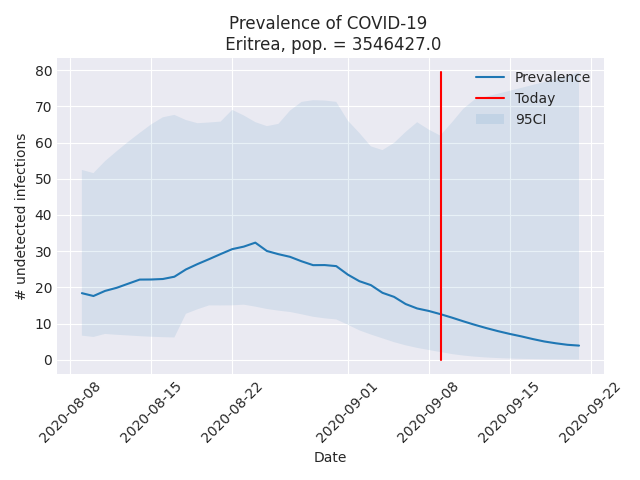 Prevalence of COVID-19
Eritrea, pop. = 3546427.0
80
70
60
50
40
30
20
10
0
# undetected infections
Prevalence
Today
95CI
2020-08-08
2020-08-15
2020-08-22
2020-09-01
2020-09-08
2020-09-15
2020-09-22
Date